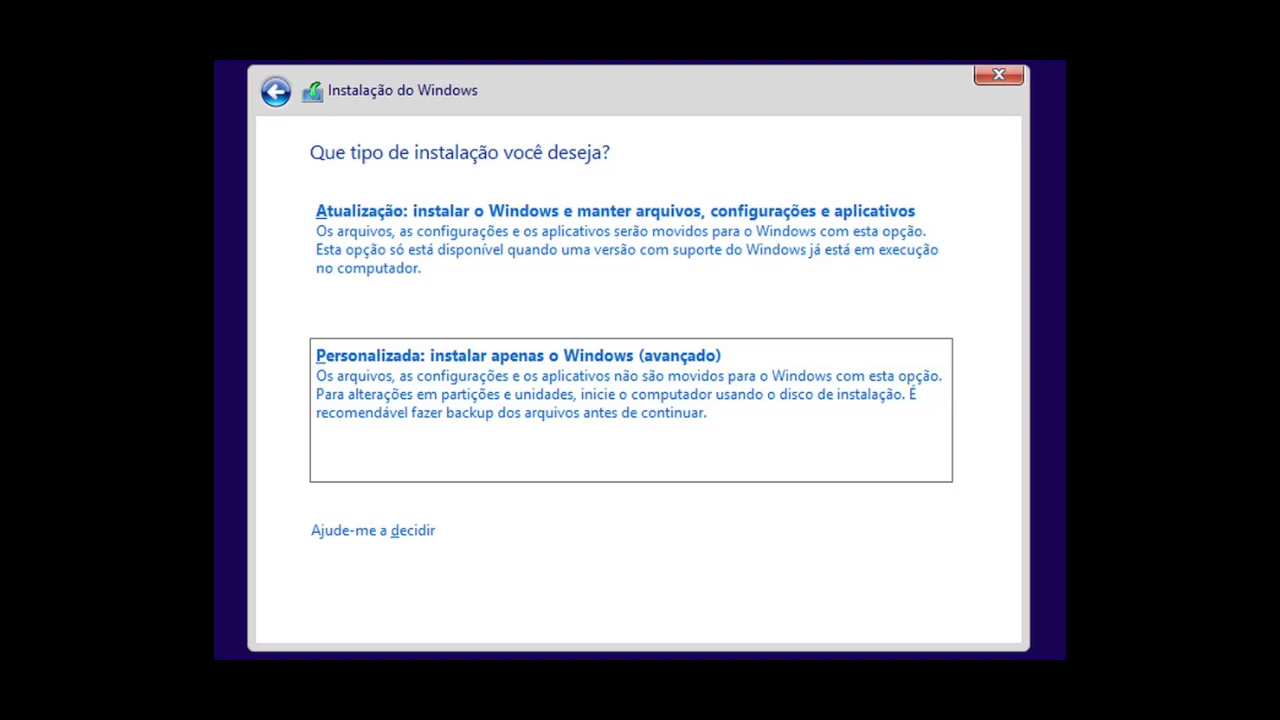 Instalação do Windows
Que tipo de instalação você deseja?
Atualização: instalar o Windows e manter arquivos, configurações e aplicativos
Os arquivos, as configurações e os aplicativos serão movidos para o Windows com esta opção.
Esta opção só está disponível quando uma versão com suporte do Windows já está em execução
no computador.
Personalizada: instalar apenas o Windows (avançado)
Os arquivos, as configurações e os aplicativos não são movidos para o Windows com esta opção.
Para alterações em partições e unidades, inicie o computador usando o disco de instalação. É
recomendável fazer backup dos arquivos antes de continuar.
Ajude-me a decidir